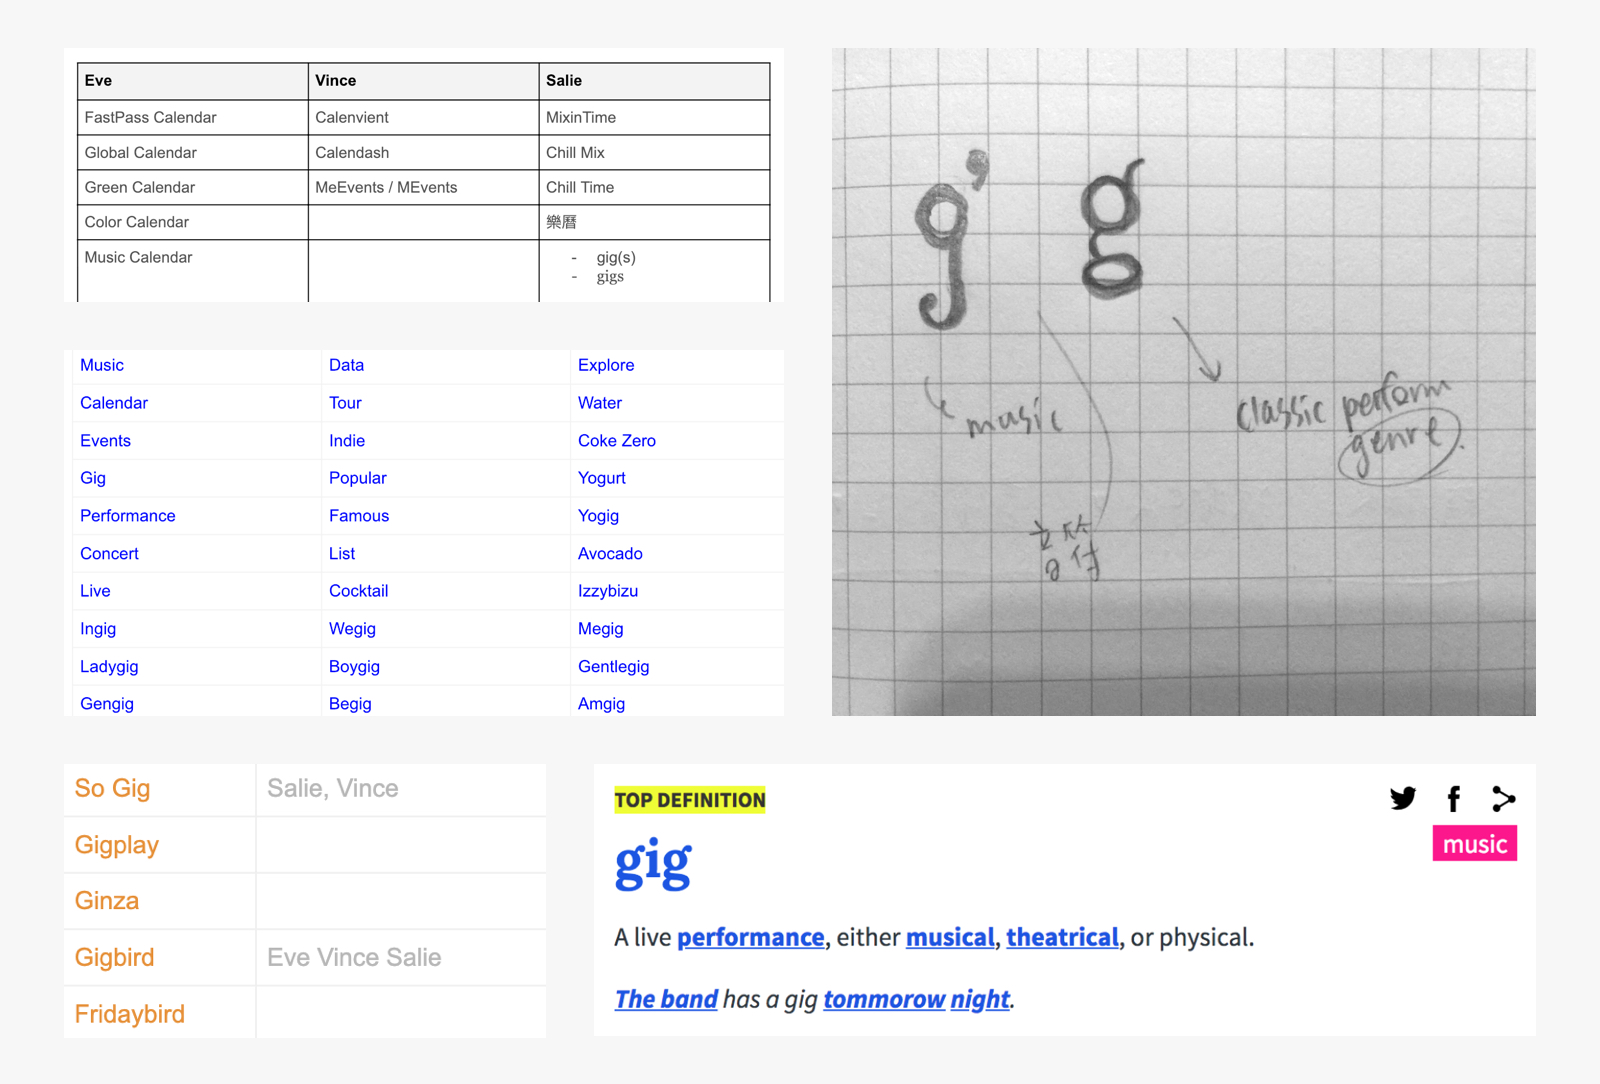 Eve Vince Salie
FastPass Calendar Calenvient MixinTime
Global Calendar Calendash Chill Mix
Green Calendar MeEvents / MEvents Chill Time
Color Calendar 樂曆
Music Calendar - gig(s)
- gigs
Music Data Explore
Calendar Tour Water
Events Indie Coke Zero
Gig Popular Yogurt
Performance Famous Yogig
Concert List Avocado
Live Cocktail Izzybizu
Ingig Wegig Megig
Ladygig Boygig Gentlegig
Gengig Begig Amgig
g' g
music
classic perform
genre
音符
So Gig Salie, Vince
Gigplay
Ginza
Gigbird Eve Vince Salie
Fridaybird
TOP DEFINITION
music
gig
A live performance, either musical, theatrical, or physical.
The band has a gig tommorow night.